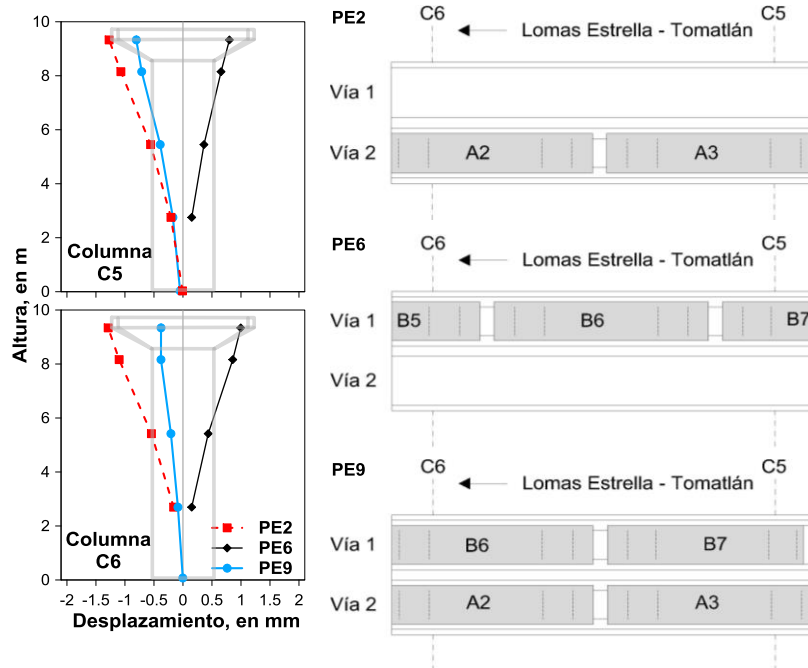 Altura, en m
10
8
6
4
2
0
Columna
C5
10
8
6
4
2
0
Columna
C6
PE2
PE6
PE9
-2 -1.5 -1 -0.5 0 0.5 1 1.5 2
Desplazamiento, en mm
PE2
C6 C5
Lomas Estrella - Tomatlán
Vía 1
Vía 2
A2 A3
PE6
C6 C5
Lomas Estrella - Tomatlán
Vía 1
B5 B6 B7
Vía 2
PE9
C6 C5
Lomas Estrella - Tomatlán
Vía 1
B6 B7
Vía 2
A2 A3